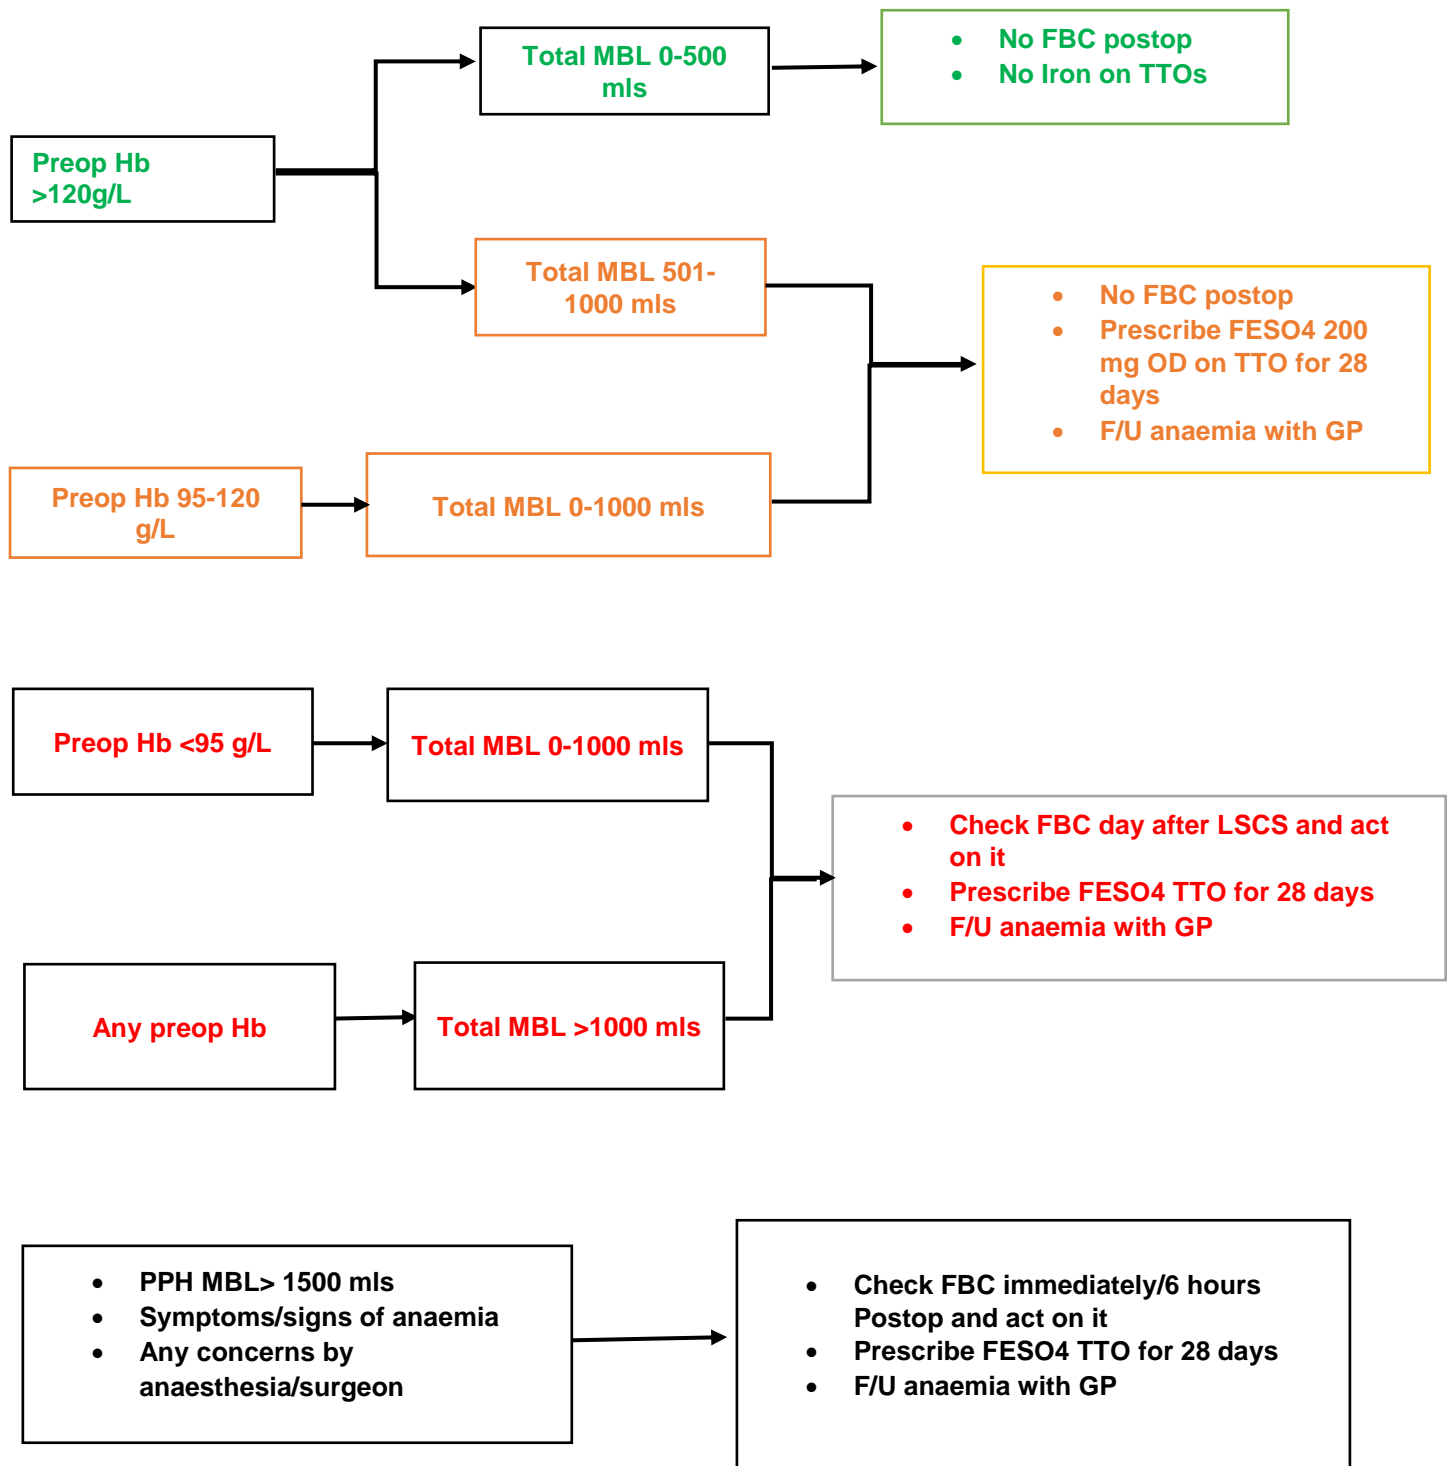 Total MBL 0-500
mls
• No FBC postop
• No Iron on TTOs
Preop Hb
>120g/L
Total MBL 501-
1000 mls
• No FBC postop
• Prescribe FESO4 200
mg OD on TTO for 28
days
• F/U anaemia with GP
Preop Hb 95-120
g/L
Total MBL 0-1000 mls
Preop Hb <95 g/L
Total MBL 0-1000 mls
• Check FBC day after LSCS and act
on it
• Prescribe FESO4 TTO for 28 days
• F/U anaemia with GP
Any preop Hb
Total MBL >1000 mls
• PPH MBL> 1500 mls
• Symptoms/signs of anaemia
• Any concerns by
anaesthesia/surgeon
• Check FBC immediately/6 hours
Postop and act on it
• Prescribe FESO4 TTO for 28 days
• F/U anaemia with GP